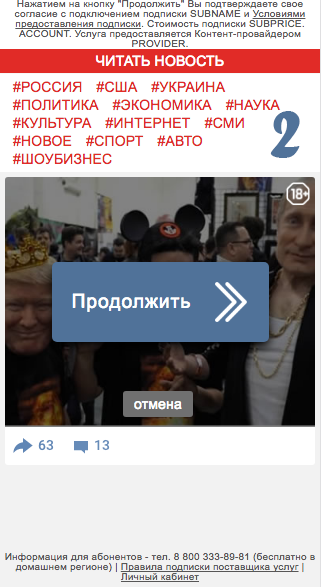 Нажатием на кнопку "Продолжить" Вы подтверждаете свое
согласие с подключением подписки SUBNAME и Условиями
предоставления подписки. Стоимость подписки SUBPRICE.
ACCOUNT. Услуга предоставляется Контент-провайдером
PROVIDER.
ЧИТАТЬ НОВОСТЬ
#РОССИЯ #США #УКРАИНА
#ПОЛИТИКА #ЭКОНОМИКА #НАУКА
#КУЛЬТУРА #ИНТЕРНЕТ #СМИ
#НОВОЕ #СПОРТ #АВТО
#ШОУБИЗНЕС
2
18+
Продолжить
отмена
63 13
Информация для абонентов - тел. 8 800 333-89-81 (бесплатно в
домашнем регионе) | Правила подписки поставщика услуг |
Личный кабинет